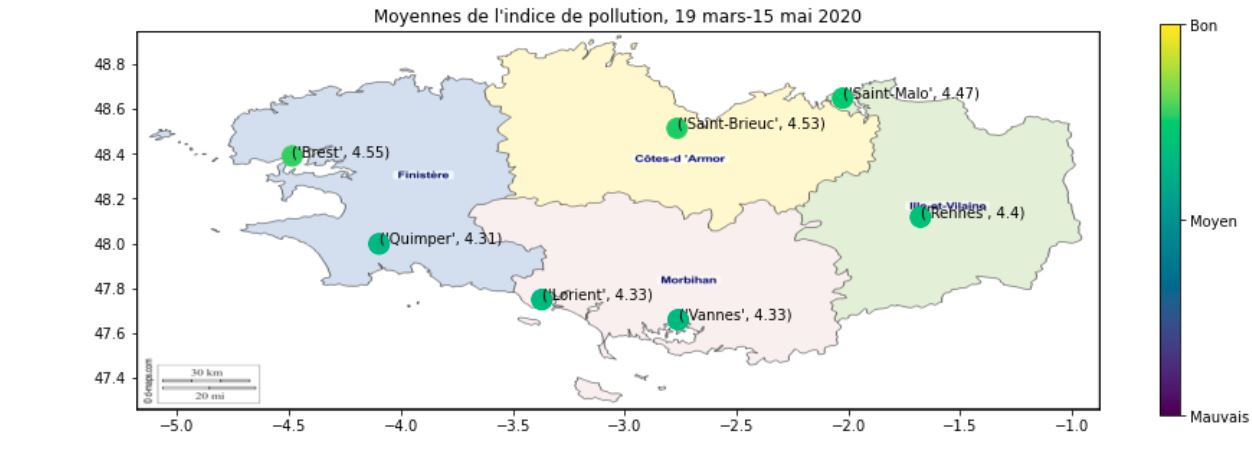 Moyennes de l'indice de pollution, 19 mars-15 mai 2020
Bon
48.8
('Saint-Malo', 4.47)
48.6
('Saint-Brieuc', 4.53)
48.4
('Brest', 4.55)
Côtes-d 'Armor
Finistère
48.2
Ille-et-Vilaine
('Rennes', 4.4)
Moyen
48.0
('Quimper', 4.31)
Morbihan
47.8
('Lorient', 4.33)
('Vannes', 4.33)
47.6
47.4
© d-maps.com
30 km
20 mi
Mauvais
−5.0 −4.5 −4.0 −3.5 −3.0 −2.5 −2.0 −1.5 −1.0